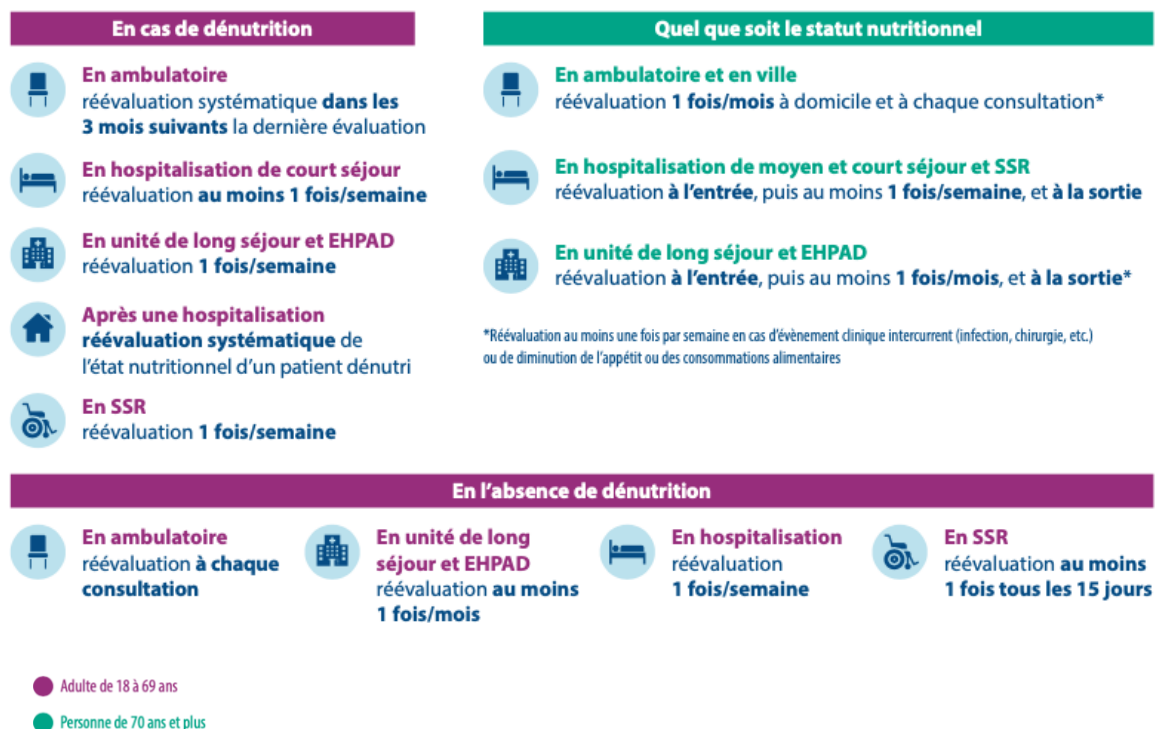 En cas de dénutrition
En ambulatoire
réévaluation systématique dans les
3 mois suivants la dernière évaluation
En hospitalisation de court séjour
réévaluation au moins 1 fois/semaine
En unité de long séjour et EHPAD
réévaluation 1 fois/semaine
Après une hospitalisation
réévaluation systématique de
l'état nutritionnel d'un patient dénutri
En SSR
réévaluation 1 fois/semaine
Quel que soit le statut nutritionnel
En ambulatoire et en ville
réévaluation 1 fois/mois à domicile et à chaque consultation*
En hospitalisation de moyen et court séjour et SSR
réévaluation à l'entrée, puis au moins 1 fois/semaine, et à la sortie
En unité de long séjour et EHPAD
réévaluation à l'entrée, puis au moins 1 fois/mois, et à la sortie*
*Réévaluation au moins une fois par semaine en cas d'évènement clinique intercurrent (infection, chirurgie, etc.)
ou de diminution de l'appétit ou des consommations alimentaires
En l'absence de dénutrition
En ambulatoire
réévaluation à chaque
consultation
En unité de long
séjour et EHPAD
réévaluation au moins
1 fois/mois
En hospitalisation
réévaluation
1 fois/semaine
En SSR
réévaluation au moins
1 fois tous les 15 jours
Adulte de 18 à 69 ans
Personne de 70 ans et plus